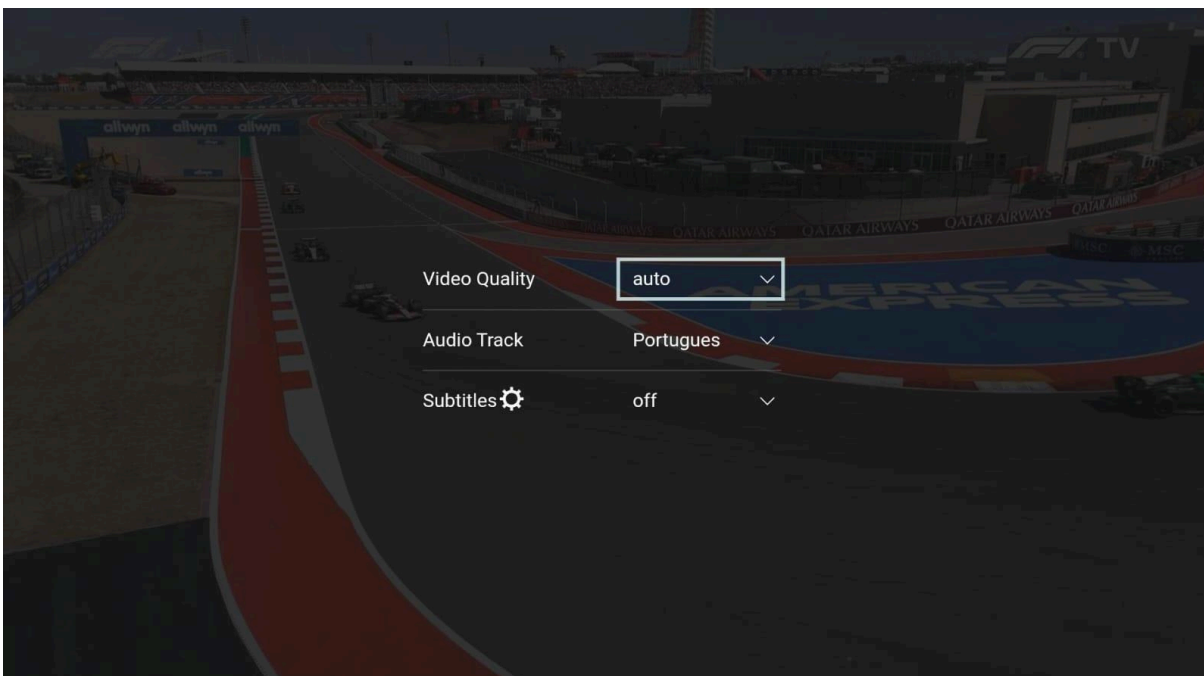 F1 TV
allwyn allwyn allwyn
QATAR AIRWAYS QATAR AIRWAYS QATAR AIRWAYS QATAR AIRWAYS
MSC MSC
AMERICAN
EXPRESS
Video Quality auto
Audio Track Portugues
Subtitles off